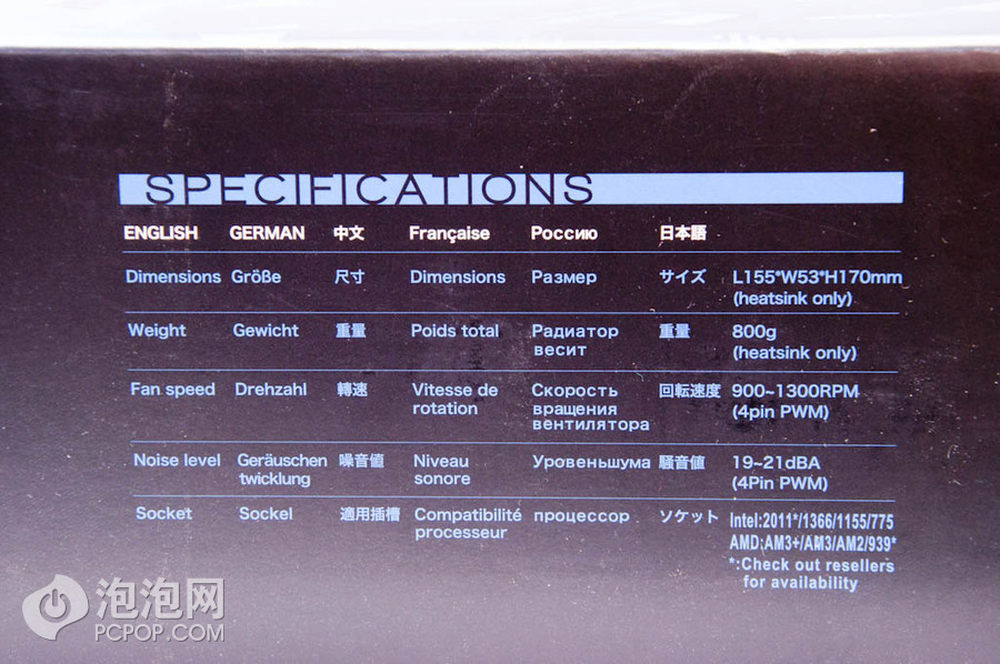 SPECIFICATIONS
ENGLISH GERMAN 中文 Française Россию 日本語
Dimensions Größe 尺寸 Dimensions Размер サイズ L155*W53*H170mm
(heatsink only)
Weight Gewicht 重量 Poids total Радиатор 重量 800g
весит (heatsink only)
Fan speed Drehzahl 轉速 Vitesse de Скорость 回転速度 900~1300RPM
rotation вращения (4pin PWM)
вентилятора
Noise level Geräuschen 噪音値 Niveau Уровеньшума 騒音値 19~21dBA
twicklung sonore (4Pin PWM)
Socket Sockel 適用插槽 Compatibilité процессор ソケット Intel:2011*/1366/1155/775
processeur AMD:AM3+/AM3/AM2/939*
*:Check out resellers
for availability
泡泡网
PCPOP.COM